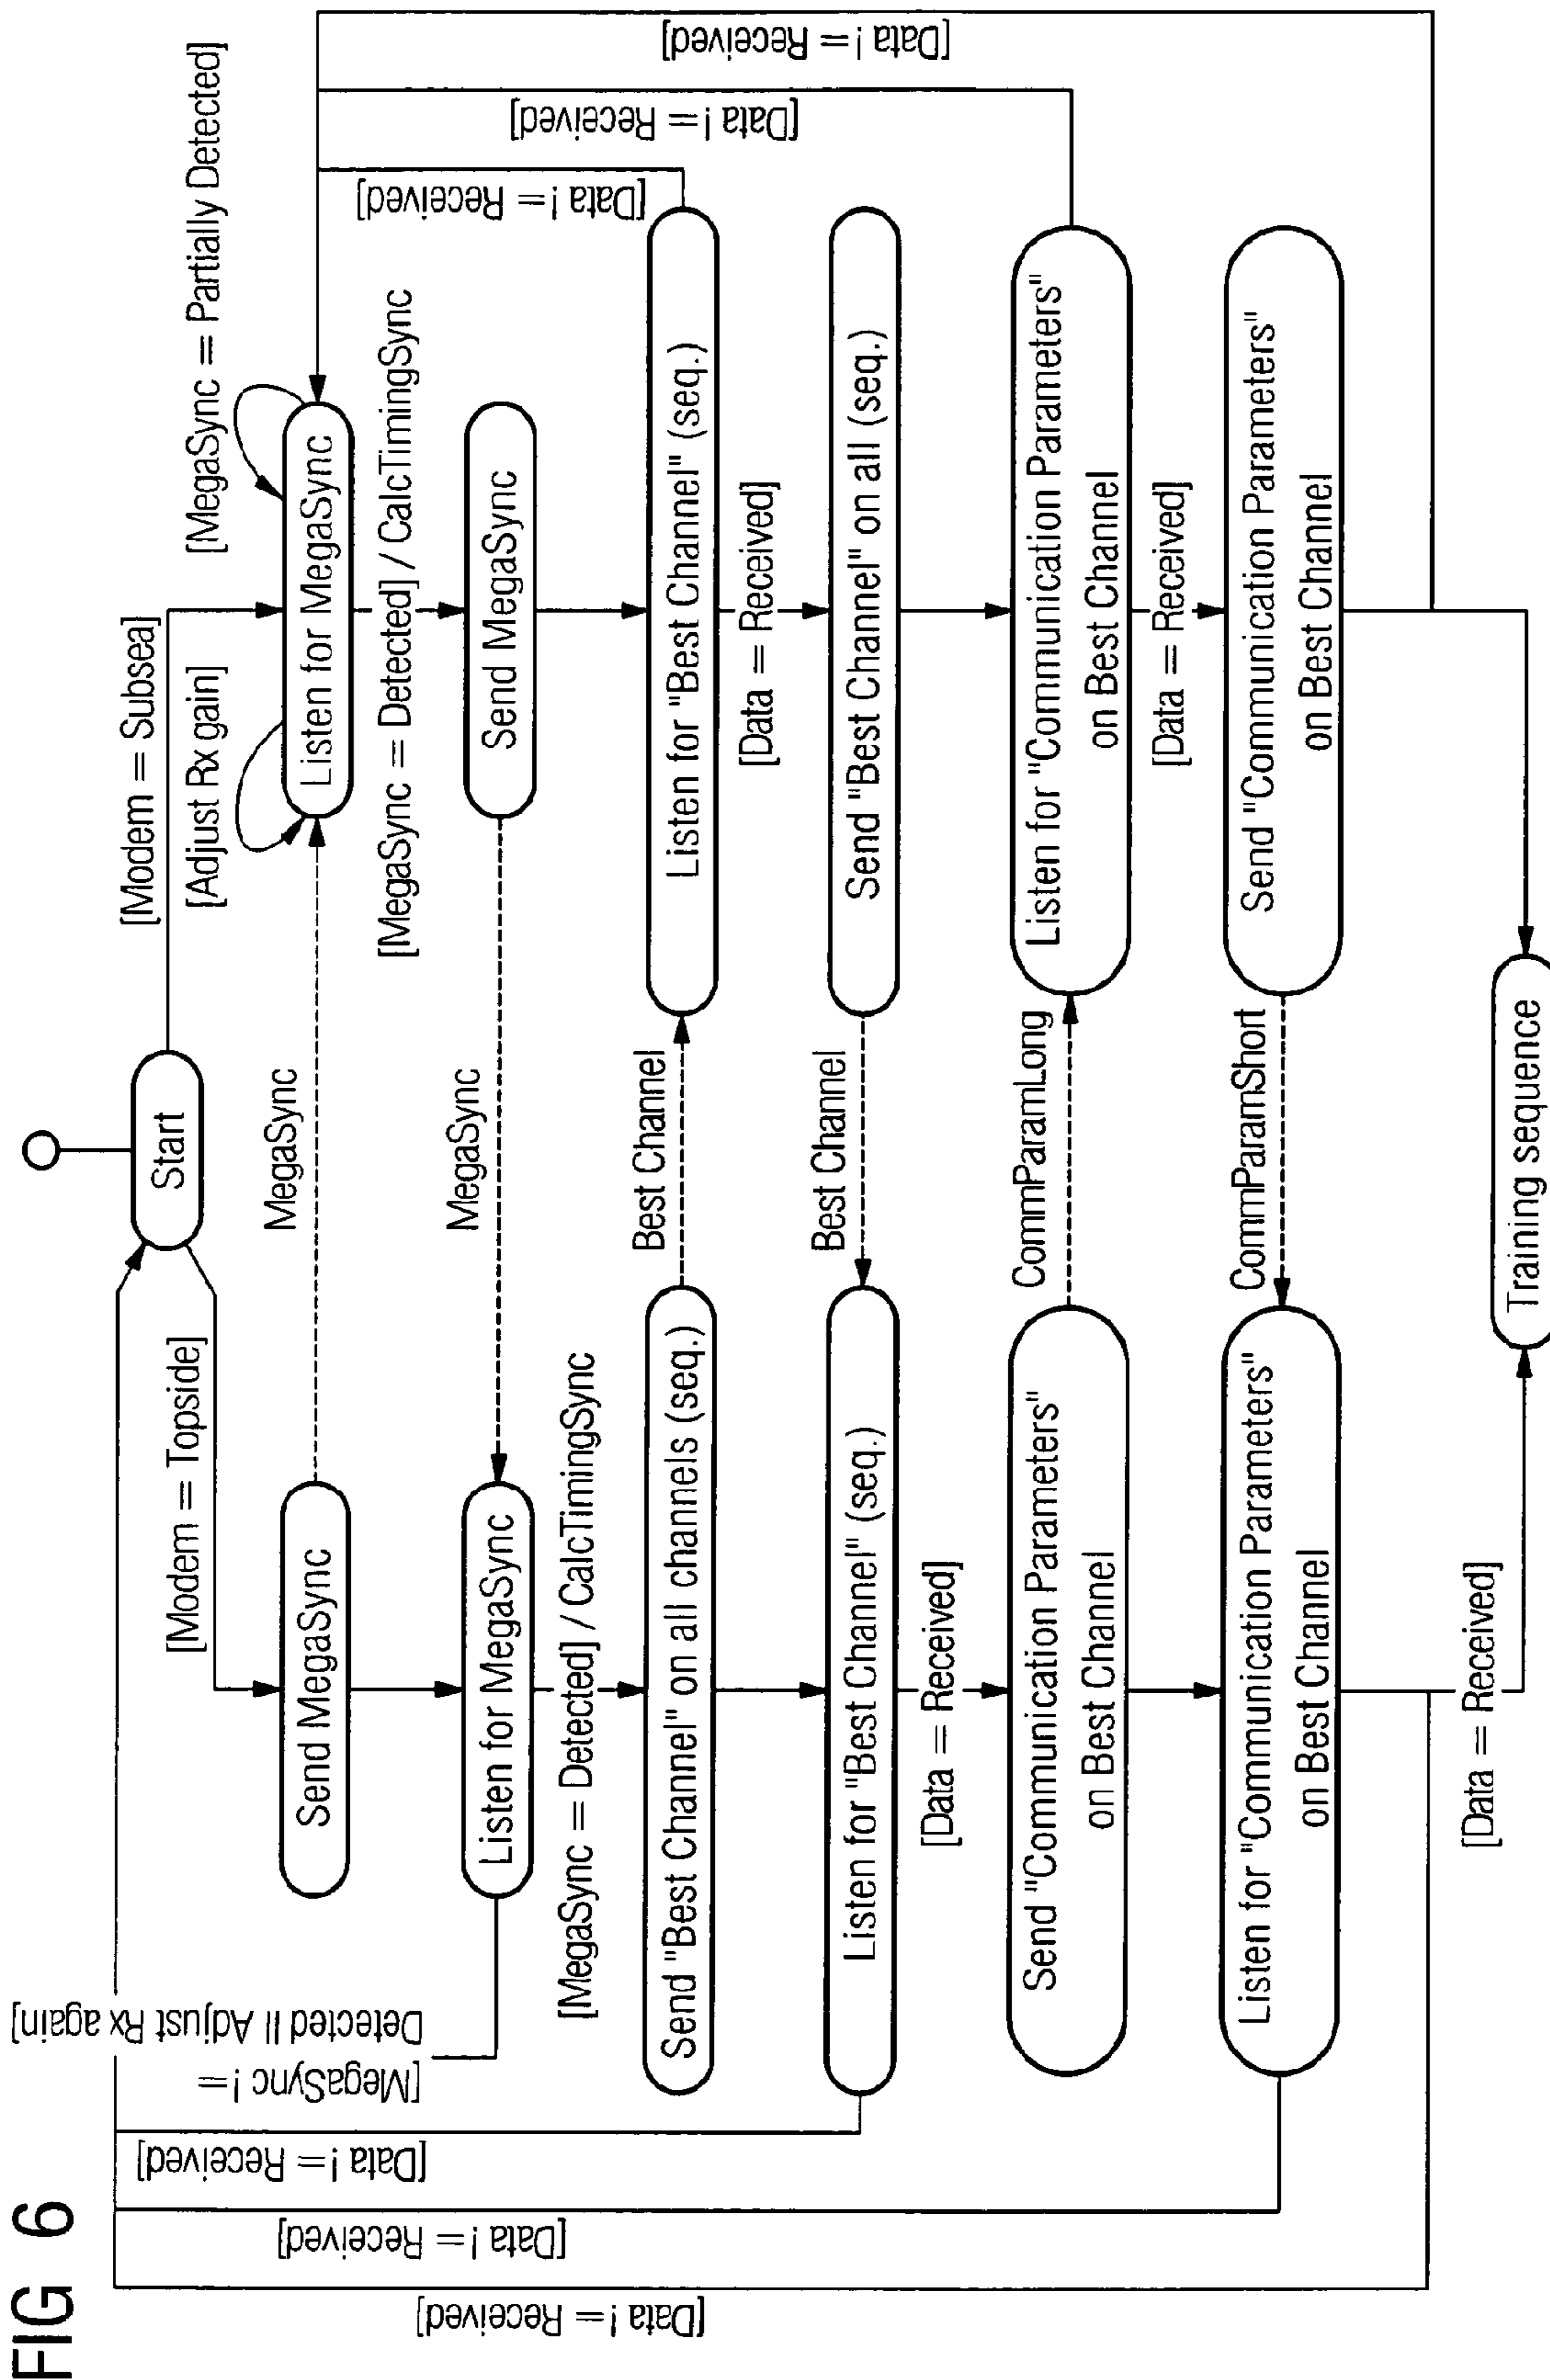 FIG 6
Start
[Modem = Topside]
[Modem = Subsea]
[Adjust Rx gain]
[MegaSync = Partially Detected]
Send MegaSync
MegaSync
Listen for MegaSync
[MegaSync !=
Detected || Adjust Rx again]
Listen for MegaSync
MegaSync
Send MegaSync
[MegaSync = Detected] / CalcTimingSync
[MegaSync = Detected] / CalcTimingSync
Send "Best Channel" on all channels (seq.)
Best Channel
Listen for "Best Channel" (seq.)
[Data != Received]
[Data = Received]
Listen for "Best Channel" (seq.)
Best Channel
Send "Best Channel" on all (seq.)
[Data != Received]
[Data = Received]
Send "Communication Parameters"
on Best Channel
CommParamLong
Listen for "Communication Parameters"
on Best Channel
[Data != Received]
[Data = Received]
Listen for "Communication Parameters"
on Best Channel
CommParamShort
Send "Communication Parameters"
on Best Channel
[Data != Received]
[Data != Received]
[Data != Received]
[Data = Received]
Training sequence